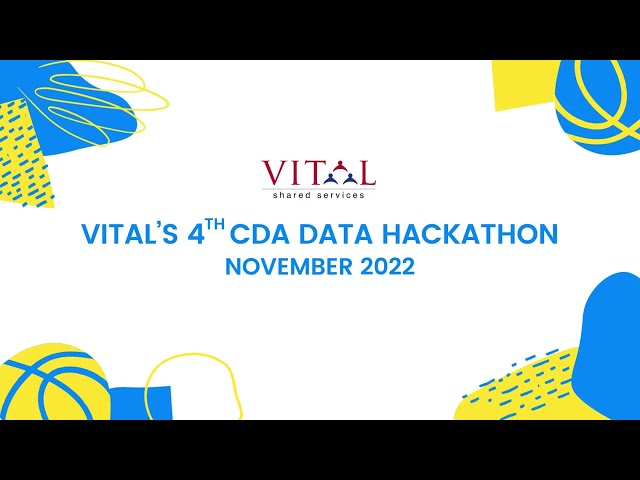 VITAL
shared services
VITAL'S 4TH CDA DATA HACKATHON
NOVEMBER 2022